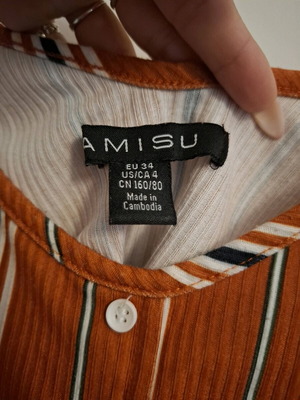 AMISU
EU 34
US/CA 4
CN 160/80
Made in
Cambodia